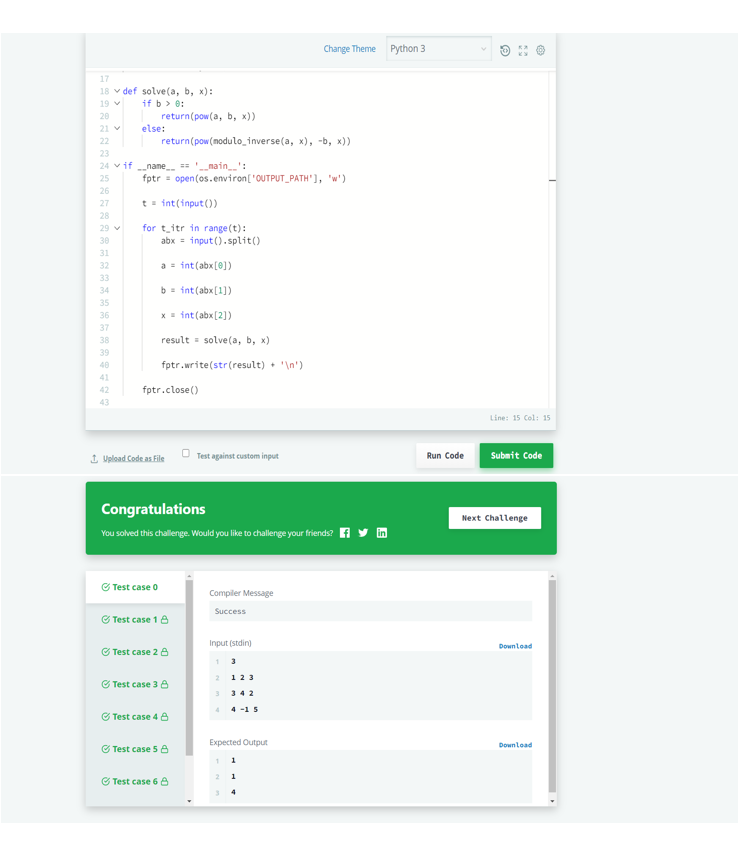 Change Theme Python 3
17
18 def solve(a, b, x):
19 if b > 0:
20 return(pow(a, b, x))
21 else:
22 return(pow(modulo_inverse(a, x), -b, x))
23
24 if __name__ == '__main__':
25 fptr = open(os.environ['OUTPUT_PATH'], 'w')
26
27 t = int(input())
28
29 for t_itr in range(t):
30 abx = input().split()
31
32 a = int(abx[0])
33
34 b = int(abx[1])
35
36 x = int(abx[2])
37
38 result = solve(a, b, x)
39
40 fptr.write(str(result) + '\n')
41
42 fptr.close()
43
Line: 15 Col: 15
Upload Code as File Test against custom input Run Code Submit Code
Congratulations
You solved this challenge. Would you like to challenge your friends?
Next Challenge
Test case 0
Test case 1
Test case 2
Test case 3
Test case 4
Test case 5
Test case 6
Compiler Message
Success
Input (stdin) Download
1 3
2 1 2 3
3 3 4 2
4 4 -1 5
Expected Output Download
1 1
2 1
3 4